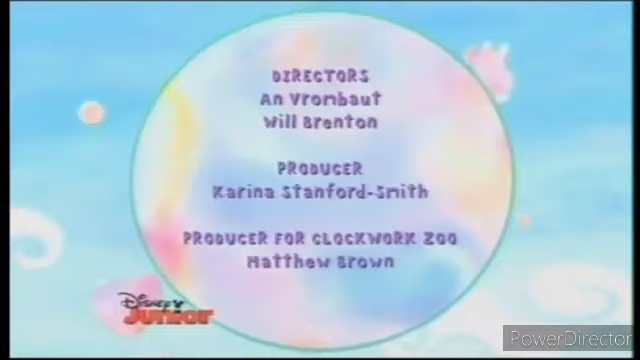 DIRECTORS
An Vrombaut
Will Brenton
PRODUCER
Karina Stanford-Smith
PRODUCER FOR CLOCKWORK ZOO
Matthew Brown
Disney
Junior
PowerDirector